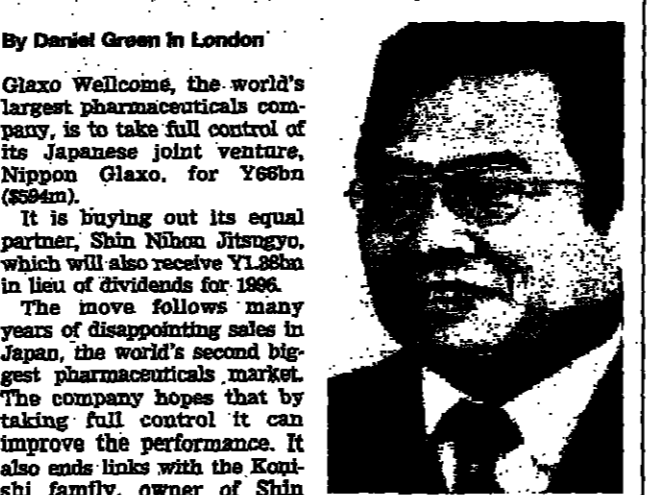 By Daniel Green in London
Glaxo Wellcome, the world's
largest pharmaceuticals com-
pany, is to take full control of
its Japanese joint venture,
Nippon Glaxo, for Y66bn
($594m).
It is buying out its equal
partner, Shin Nihon Jitsugyo,
which will also receive Y1.98bn
in lieu of dividends for 1996.
The move follows many
years of disappointing sales in
Japan, the world's second big-
gest pharmaceuticals market.
The company hopes that by
taking full control it can
improve the performance. It
also ends links with the Koni-
shi family, owner of Shin